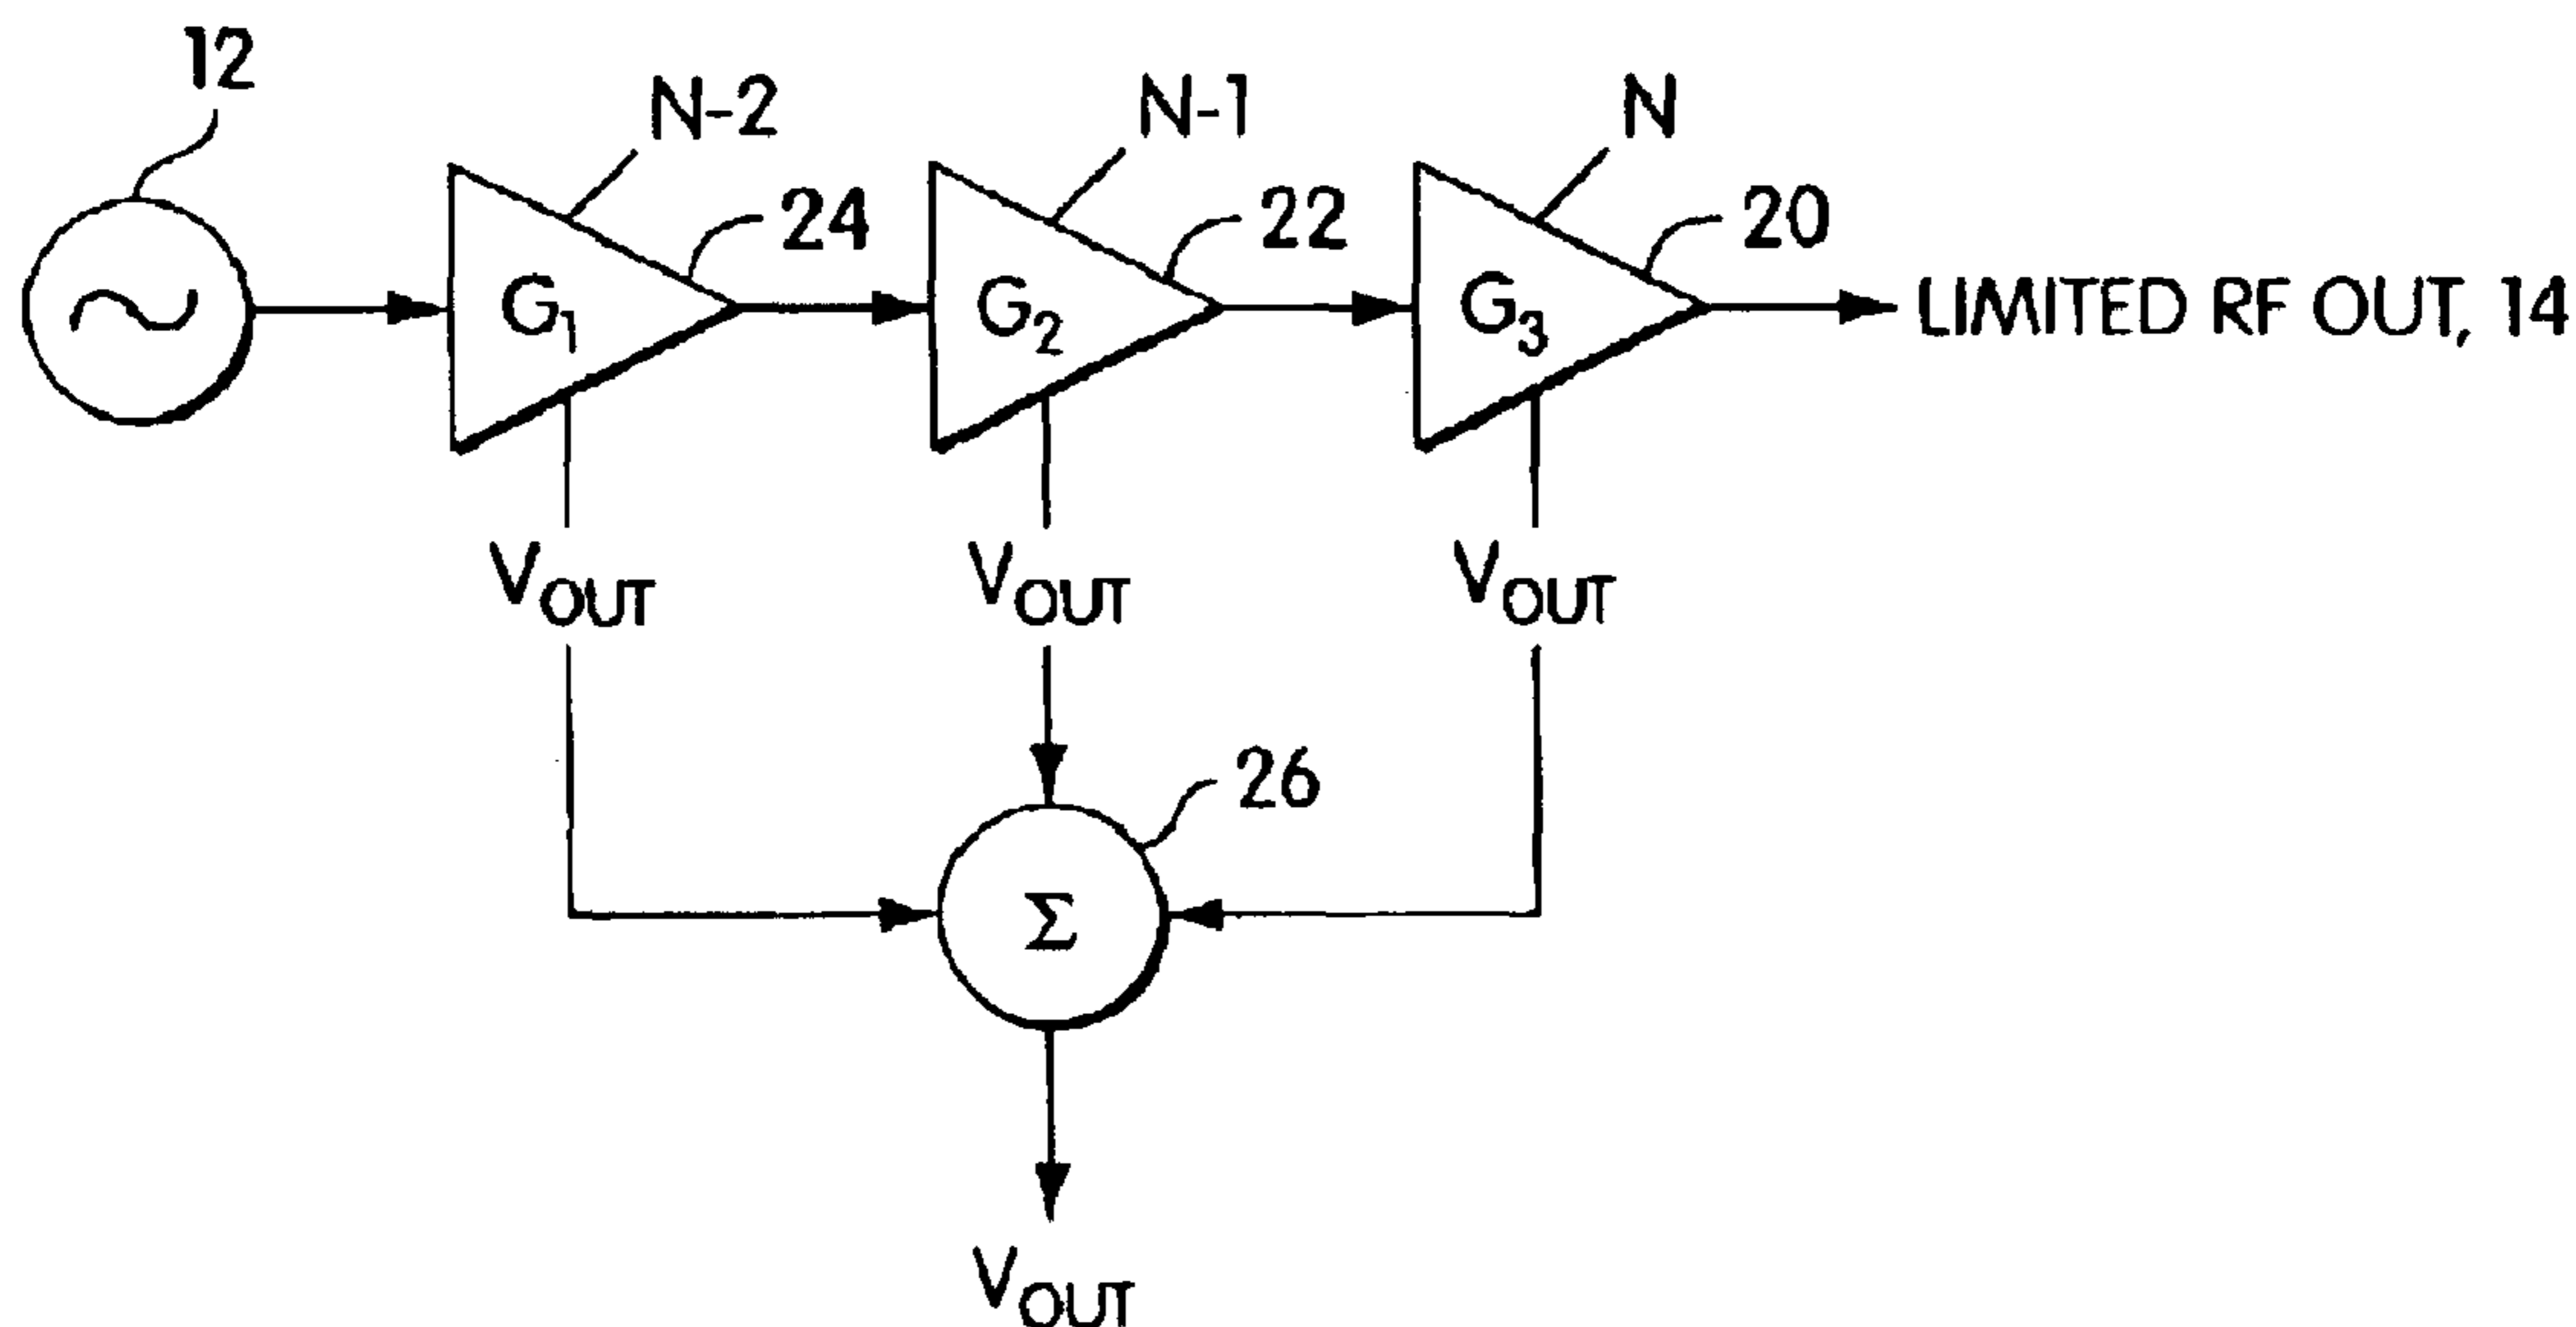 12
N-2
N-1
N
24
22
20
G1
G2
G3
LIMITED RF OUT, 14
VOUT
VOUT
VOUT
26
Σ
VOUT